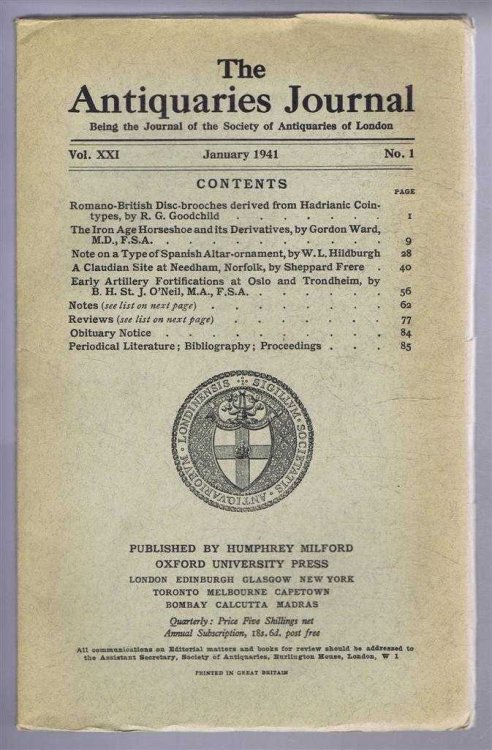 The
Antiquaries Journal
Being the Journal of the Society of Antiquaries of London
Vol. XXI January 1941 No. 1
CONTENTS
PAGE
Romano-British Disc-brooches derived from Hadrianic Coin-
types, by R. G. Goodchild . . . . . . 1
The Iron Age Horseshoe and its Derivatives, by Gordon Ward,
M.D., F.S.A. . . . . . . . . . 9
Note on a Type of Spanish Altar-ornament, by W. L. Hildburgh 28
A Claudian Site at Needham, Norfolk, by Sheppard Frere . 40
Early Artillery Fortifications at Oslo and Trondheim, by
B. H. St. J. O'Neil, M.A., F.S.A. . . . . . 56
Notes (see list on next page) . . . . . . 62
Reviews (see list on next page) . . . . . . 77
Obituary Notice . . . . . . . . 84
Periodical Literature; Bibliography; Proceedings . . . 85
SIGILLVM · SOCIETATIS · ANTIQVARIORVM · LONDINENSIS
PUBLISHED BY HUMPHREY MILFORD
OXFORD UNIVERSITY PRESS
LONDON EDINBURGH GLASGOW NEW YORK
TORONTO MELBOURNE CAPETOWN
BOMBAY CALCUTTA MADRAS
Quarterly: Price Five Shillings net
Annual Subscription, 18s. 6d. post free
All communications on Editorial matters and books for review should be addressed to
the Assistant Secretary, Society of Antiquaries, Burlington House, London, W 1
PRINTED IN GREAT BRITAIN